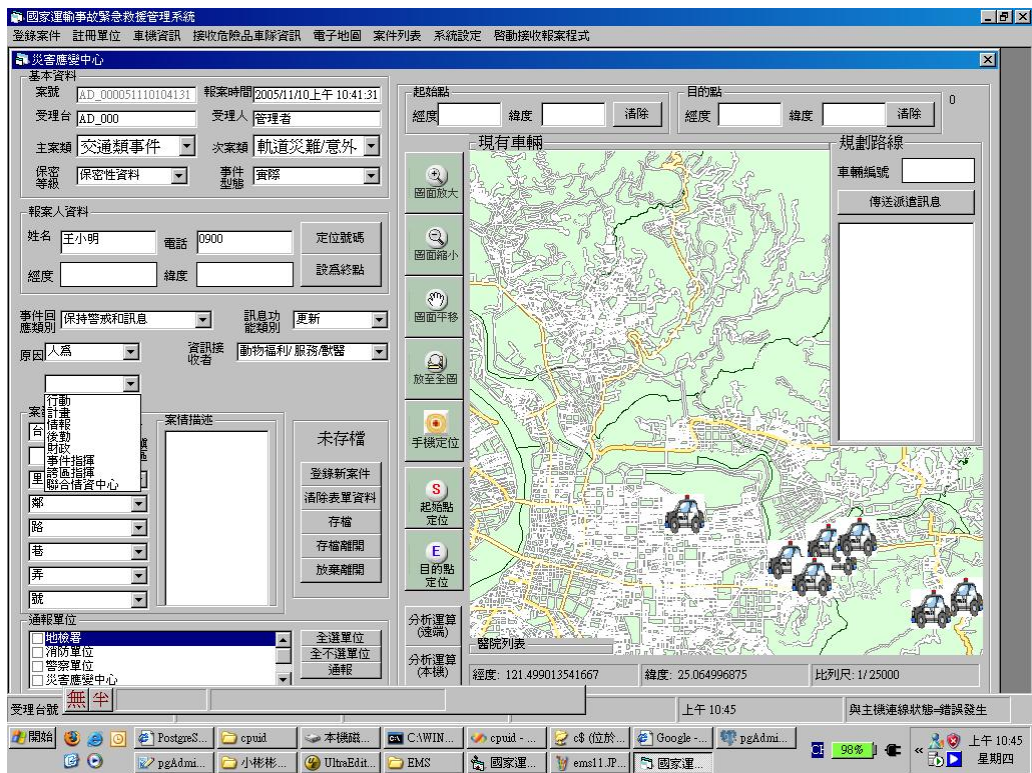 國家運輸事故緊急救援管理系統
登錄案件 註冊單位 車機資訊 接收危險品車隊資訊 電子地圖 案件列表 系統設定 啓動接收報案程式
災害應變中心
基本資料
案號 AD_000051110104131 報案時間 2005/11/10上午 10:41:31
受理台 AD_000 受理人 管理者
主案類 交通類事件 次案類 軌道災難/意外
保密等級 保密性資料 事件型態 實際
報案人資料
姓名 王小明 電話 0900 定位號碼
經度 緯度 設爲終點
事件回應類別 保持警戒和訊息 訊息功能類別 更新
原因 人爲 資訊接收者 動物福利/服務/獸醫
行動
計畫
情報
後勤
財政
事件指揮
聯合情資中心
案情描述
台
里
鄰
路
巷
弄
號
未存檔
登錄新案件
清除表單資料
存檔
存檔離開
放棄離開
通報單位
地檢署
消防單位
警察單位
災害應變中心
全選單位
全不選單位
通報
起始點
經度 緯度 清除
目的點
經度 緯度 清除
0
現有車輛
規劃路線
車輛編號
傳送派遣訊息
圖面放大
圖面縮小
圖面平移
放至全圖
手機定位
S
起始點定位
E
目的點定位
分析運算(遠端)
分析運算(本機)
醫院列表
經度: 121.499013541667 緯度: 25.064996875 比列尺: 1/25000
受理台號 無 半 上午 10:45 與主機連線狀態=錯誤發生
開始 PostgreS... cpuid 本機磁... C:\WIN... cpuid - ... c$ (位於... Google -... pgAdmi...
pgAdmi... 小彬彬... UltraEdit... EMS 國家運... ems11.JP... 國家運...
CH 98% « 上午 10:45
星期四